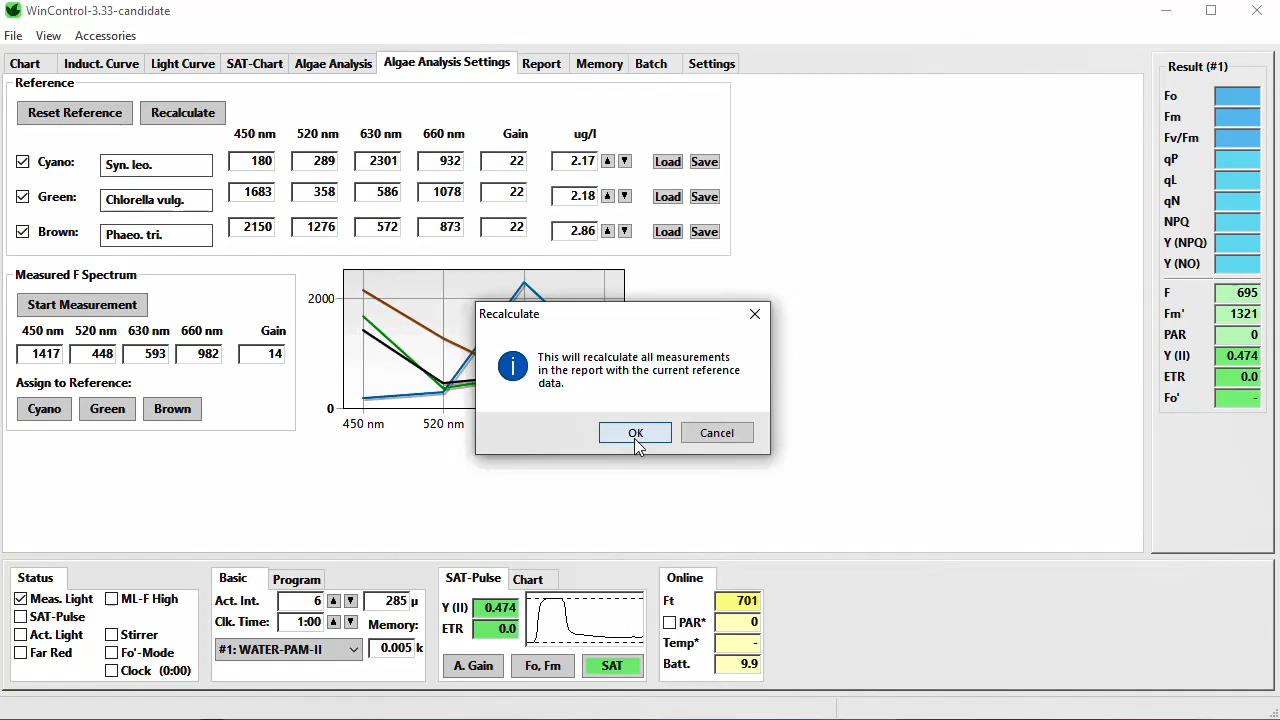 WinControl-3.33-candidate
File View Accessories
Chart Induct. Curve Light Curve SAT-Chart Algae Analysis Algae Analysis Settings Report Memory Batch Settings
Reference
Reset Reference Recalculate
450 nm 520 nm 630 nm 660 nm Gain ug/l
Cyano: Syn. leo. 180 289 2301 932 22 2.17 Load Save
Green: Chlorella vulg. 1683 358 586 1078 22 2.18 Load Save
Brown: Phaeo. tri. 2150 1276 572 873 22 2.86 Load Save
Measured F Spectrum
Start Measurement
450 nm 520 nm 630 nm 660 nm Gain
1417 448 593 982 14
Assign to Reference:
Cyano Green Brown
2000
0
450 nm 520 nm
Recalculate
This will recalculate all measurements
in the report with the current reference
data.
OK Cancel
Result (#1)
Fo
Fm
Fv/Fm
qP
qL
qN
NPQ
Y (NPQ)
Y (NO)
F 695
Fm' 1321
PAR 0
Y (II) 0.474
ETR 0.0
Fo' -
Status
Meas. Light ML-F High
SAT-Pulse
Act. Light Stirrer
Far Red Fo'-Mode
Clock (0:00)
Basic Program
Act. Int. 6 285 µ
Clk. Time: 1:00 Memory:
#1: WATER-PAM-II 0.005 k
SAT-Pulse Chart
Y (II) 0.474
ETR 0.0
A. Gain Fo, Fm SAT
Online
Ft 701
PAR* 0
Temp* -
Batt. 9.9